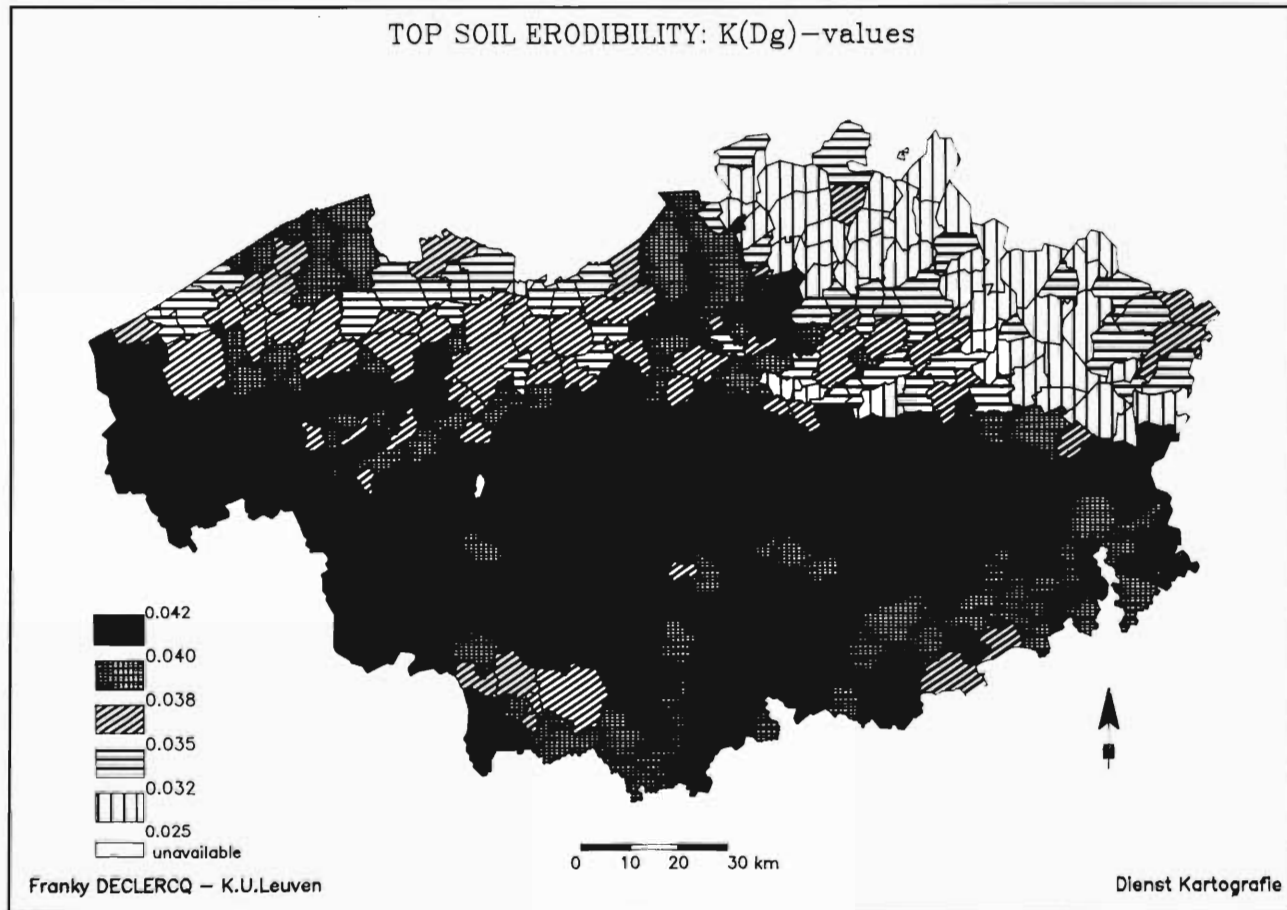 TOP SOIL ERODIBILITY: K(Dg)-values
0.042
0.040
0.038
0.035
0.032
0.025
unavailable
0 10 20 30 km
Franky DECLERCQ - K.U.Leuven
Dienst Kartografie